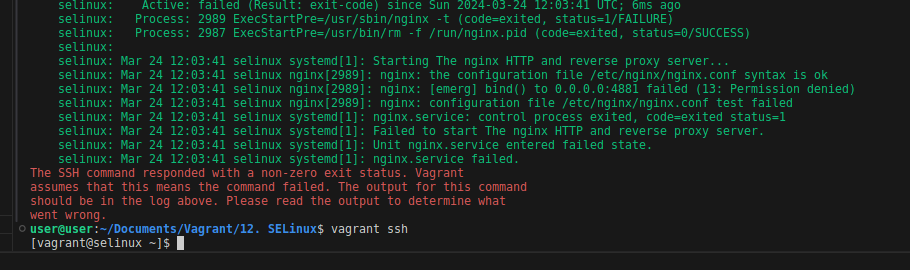 selinux:    Active: failed (Result: exit-code) since Sun 2024-03-24 12:03:41 UTC; 6ms ago
selinux:   Process: 2989 ExecStartPre=/usr/sbin/nginx -t (code=exited, status=1/FAILURE)
selinux:   Process: 2987 ExecStartPre=/usr/bin/rm -f /run/nginx.pid (code=exited, status=0/SUCCESS)
selinux:
selinux: Mar 24 12:03:41 selinux systemd[1]: Starting The nginx HTTP and reverse proxy server...
selinux: Mar 24 12:03:41 selinux nginx[2989]: nginx: the configuration file /etc/nginx/nginx.conf syntax is ok
selinux: Mar 24 12:03:41 selinux nginx[2989]: nginx: [emerg] bind() to 0.0.0.0:4881 failed (13: Permission denied)
selinux: Mar 24 12:03:41 selinux nginx[2989]: nginx: configuration file /etc/nginx/nginx.conf test failed
selinux: Mar 24 12:03:41 selinux systemd[1]: nginx.service: control process exited, code=exited status=1
selinux: Mar 24 12:03:41 selinux systemd[1]: Failed to start The nginx HTTP and reverse proxy server.
selinux: Mar 24 12:03:41 selinux systemd[1]: Unit nginx.service entered failed state.
selinux: Mar 24 12:03:41 selinux systemd[1]: nginx.service failed.
The SSH command responded with a non-zero exit status. Vagrant
assumes that this means the command failed. The output for this command
should be in the log above. Please read the output to determine what
went wrong.
user@user:~/Documents/Vagrant/12. SELinux$ vagrant ssh
[vagrant@selinux ~]$